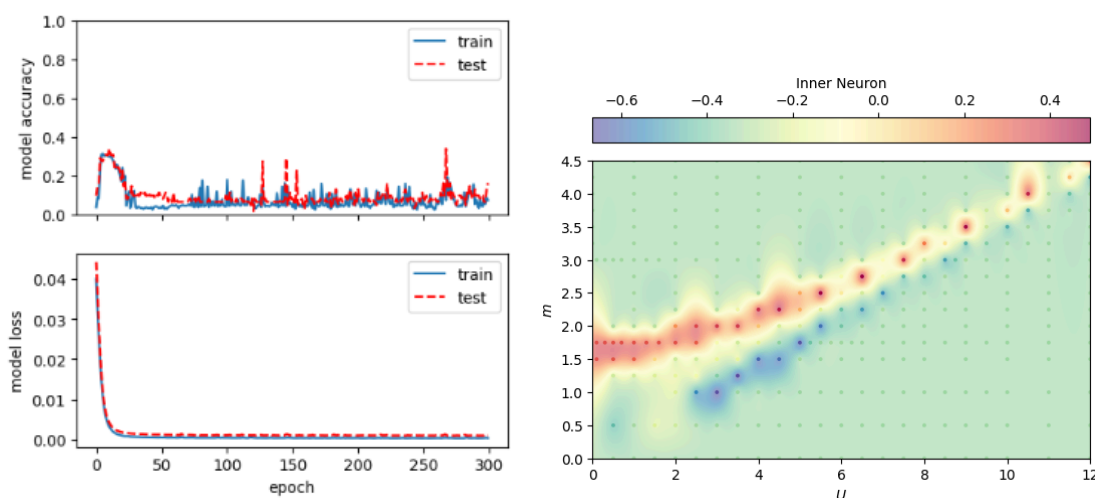 1.0
0.8
0.6
0.4
0.2
0.0
model accuracy
train
test
0.04
0.03
0.02
0.01
0.00
model loss
train
test
0 50 100 150 200 250 300
epoch
Inner Neuron
−0.6 −0.4 −0.2 0.0 0.2 0.4
4.5
4.0
3.5
3.0
2.5
2.0
1.5
1.0
0.5
0.0
m
0 2 4 6 8 10 12
U